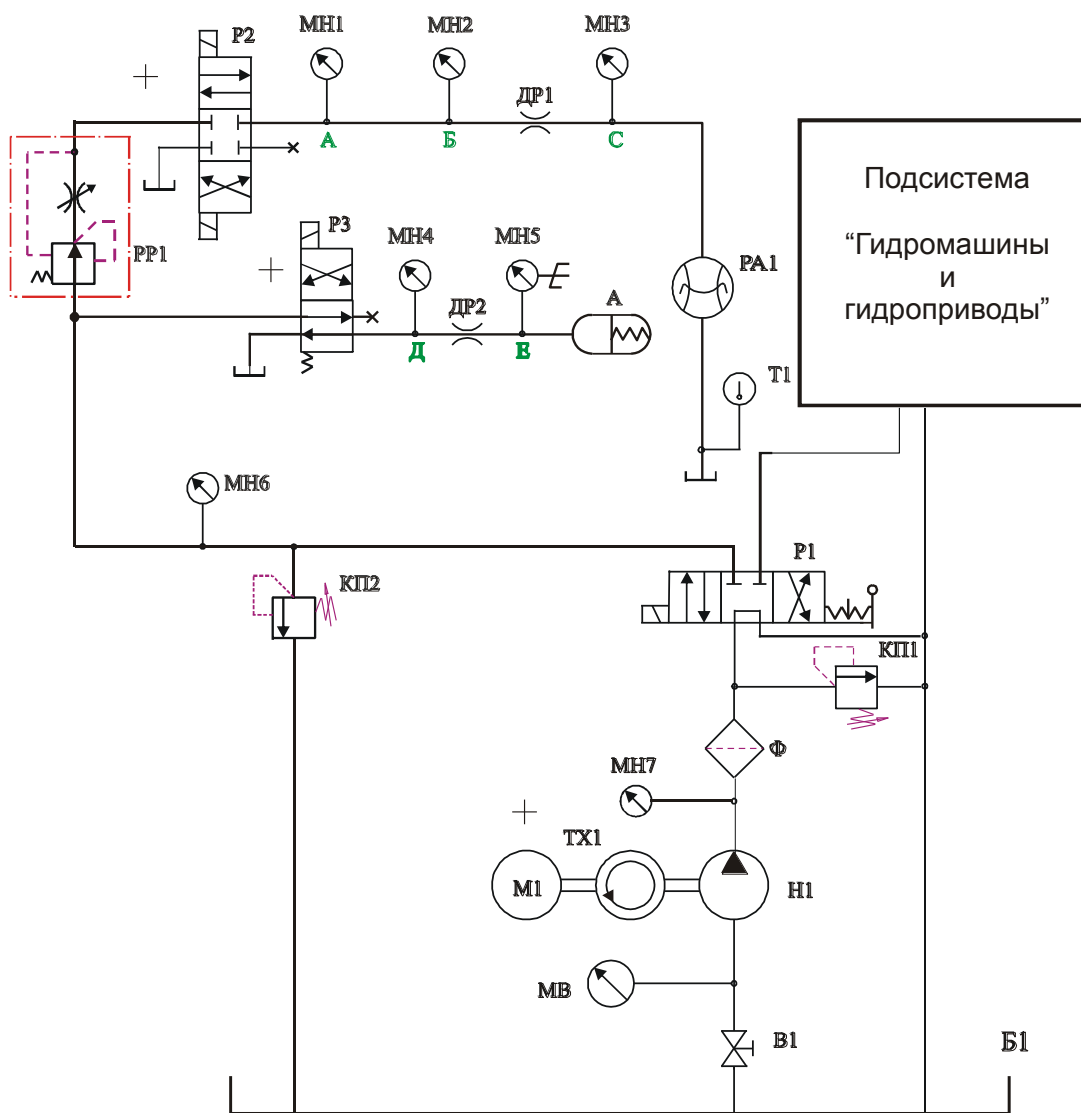 Р2
МН1
МН2
МН3
ДР1
А
Б
С
Подсистема
“Гидромашины
и
гидроприводы”
РР1
Р3
МН4
МН5
РА1
ДР2
А
Д
Е
Т1
МН6
Р1
КП2
КП1
Ф
МН7
ТХ1
М1
Н1
МВ
В1
Б1